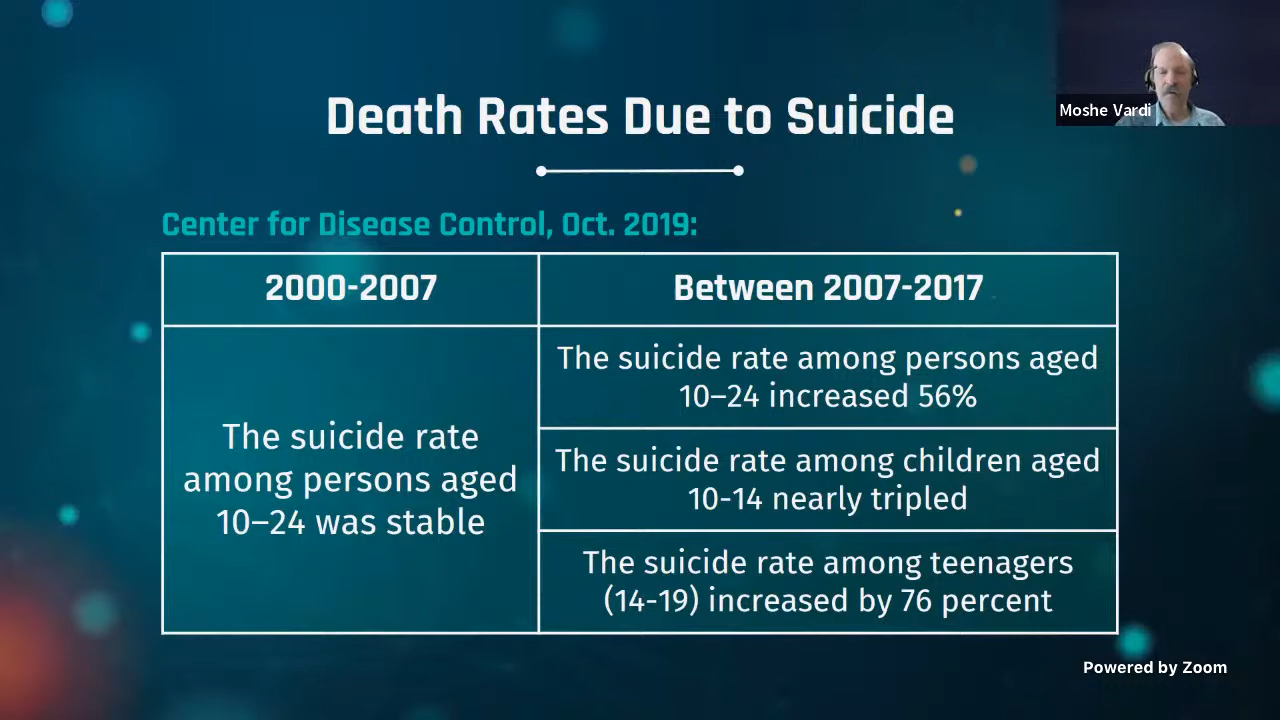 Death Rates Due to Suicide
Moshe Vardi
Center for Disease Control, Oct. 2019:
2000-2007
Between 2007-2017
The suicide rate
among persons aged
10–24 was stable
The suicide rate among persons aged
10–24 increased 56%
The suicide rate among children aged
10-14 nearly tripled
The suicide rate among teenagers
(14-19) increased by 76 percent
Powered by Zoom